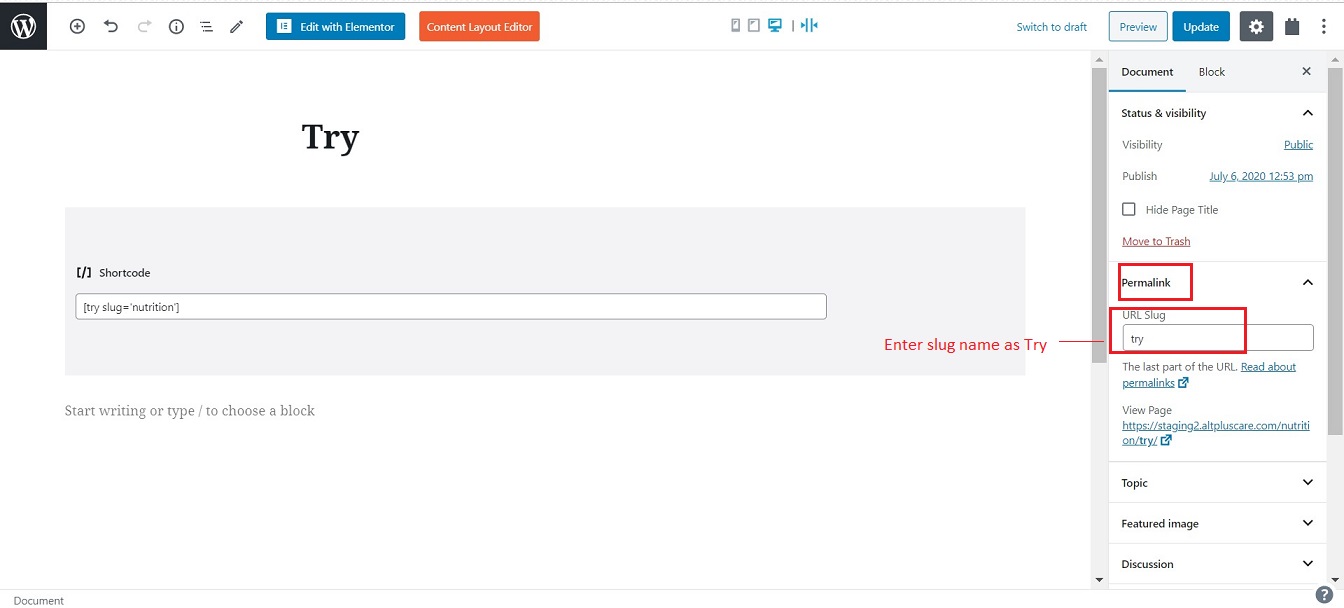 Edit with Elementor
Content Layout Editor
Switch to draft
Preview
Update
Document
Block
Status & visibility
Visibility
Public
Publish
July 6, 2020 12:53 pm
Hide Page Title
Move to Trash
Permalink
URL Slug
try
The last part of the URL. Read about
permalinks
View Page
https://staging2.altpluscare.com/nutriti
on/try/
Topic
Featured image
Discussion
Try
[/] Shortcode
[try slug='nutrition']
Enter slug name as Try
Start writing or type / to choose a block
Document